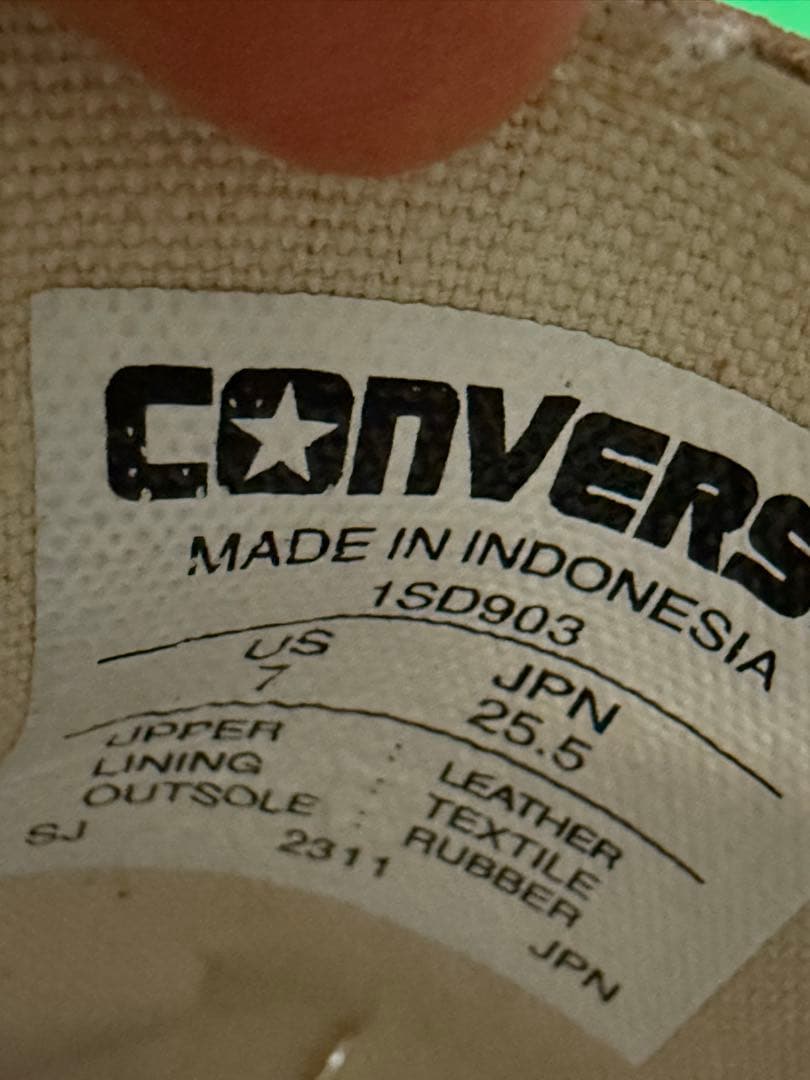 CONVERS
MADE IN INDONESIA
1SD903
US JPN
7 25.5
UPPER : LEATHER
LINING : TEXTILE
OUTSOLE : RUBBER
SJ 2311 JPN